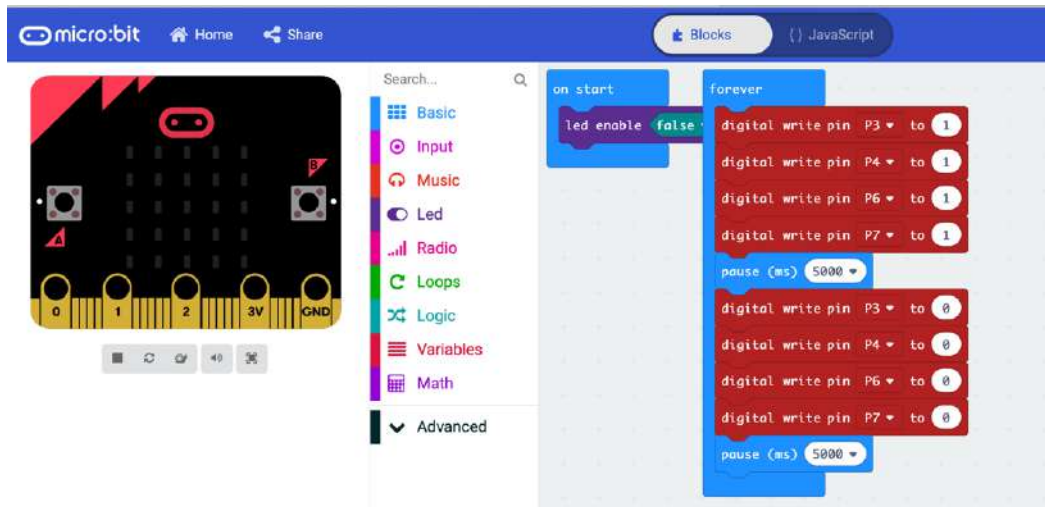 micro:bit Home Share Blocks {} JavaScript
Search...
Basic
Input
Music
Led
Radio
Loops
Logic
Variables
Math
Advanced
A
B
0 1 2 3V GND
on start
led enable false
forever
digital write pin P3 to 1
digital write pin P4 to 1
digital write pin P6 to 1
digital write pin P7 to 1
pause (ms) 5000
digital write pin P3 to 0
digital write pin P4 to 0
digital write pin P6 to 0
digital write pin P7 to 0
pause (ms) 5000